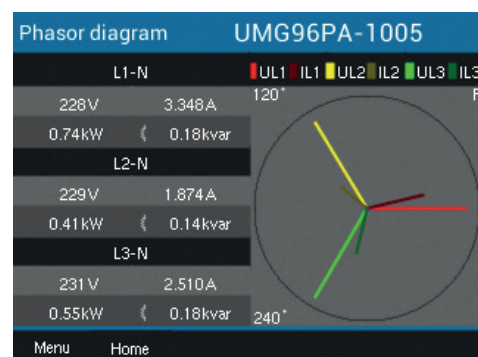 Phasor diagram UMG96PA-1005
L1-N UL1 IL1 UL2 IL2 UL3 IL3
120°
228V 3.348A
0.74kW 0.18kvar
L2-N
229V 1.874A
0.41kW 0.14kvar
L3-N
231V 2.510A
0.55kW 0.18kvar
240°
Menu Home